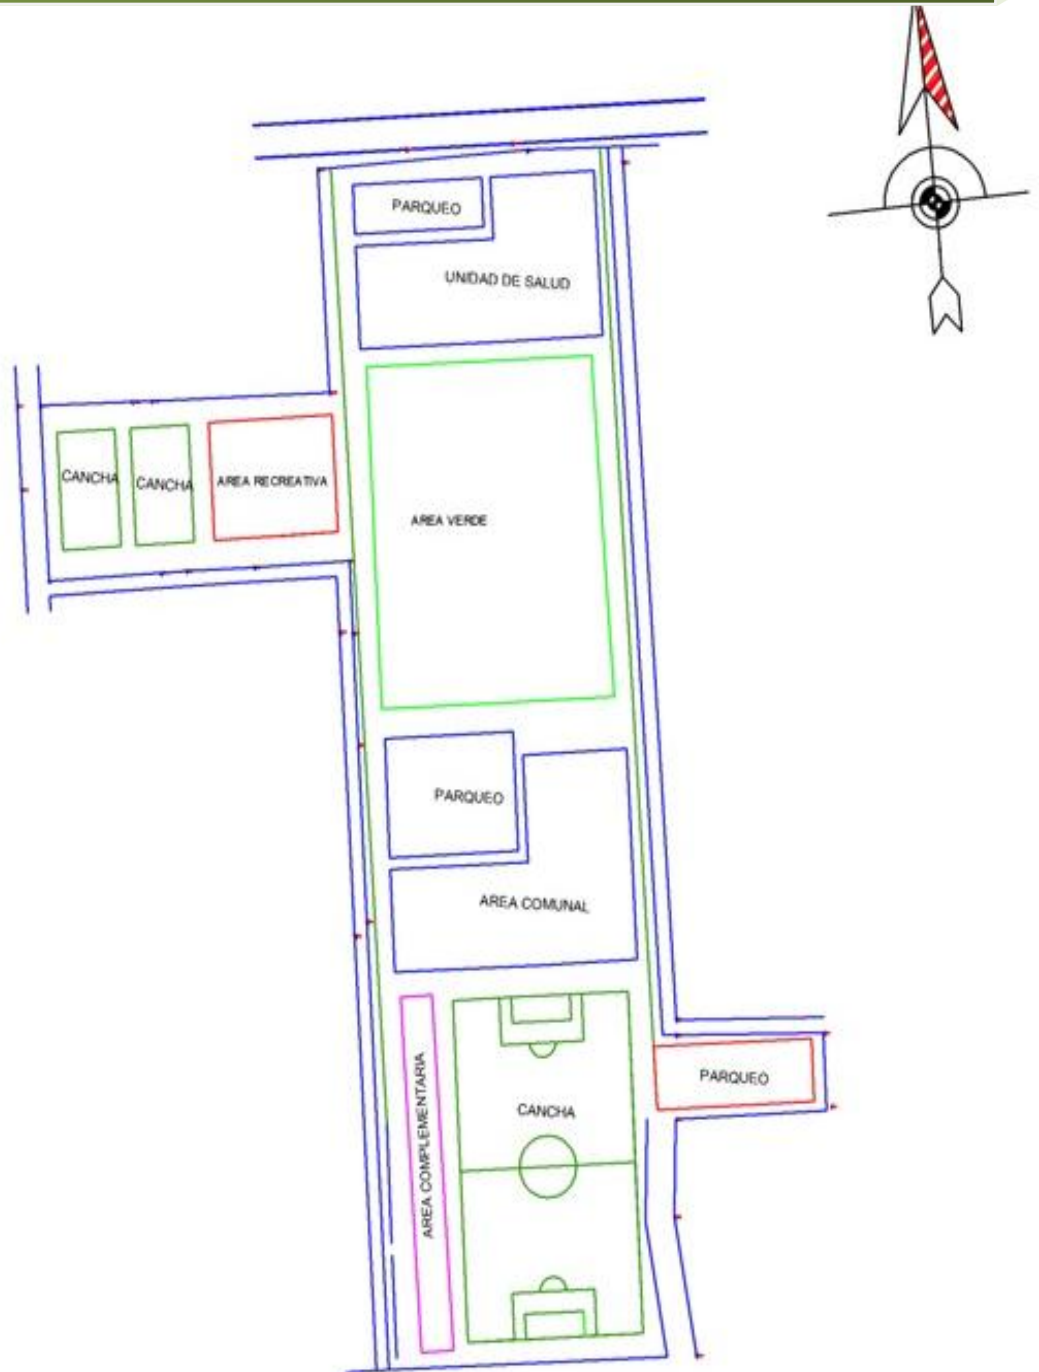 PARQUEO
UNIDAD DE SALUD
CANCHA
CANCHA
AREA RECREATIVA
AREA VERDE
PARQUEO
AREA COMUNAL
AREA COMPLEMENTARIA
CANCHA
PARQUEO